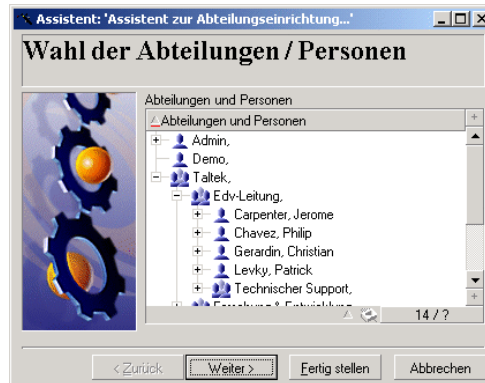 Assistent: 'Assistent zur Abteilungseinrichtung...'
Wahl der Abteilungen / Personen
Abteilungen und Personen
Abteilungen und Personen
Admin,
Demo,
Taltek,
Edv-Leitung,
Carpenter, Jerome
Chavez, Philip
Gerardin, Christian
Levky, Patrick
Technischer Support,
14 / ?
< Zurück Weiter > Fertig stellen Abbrechen